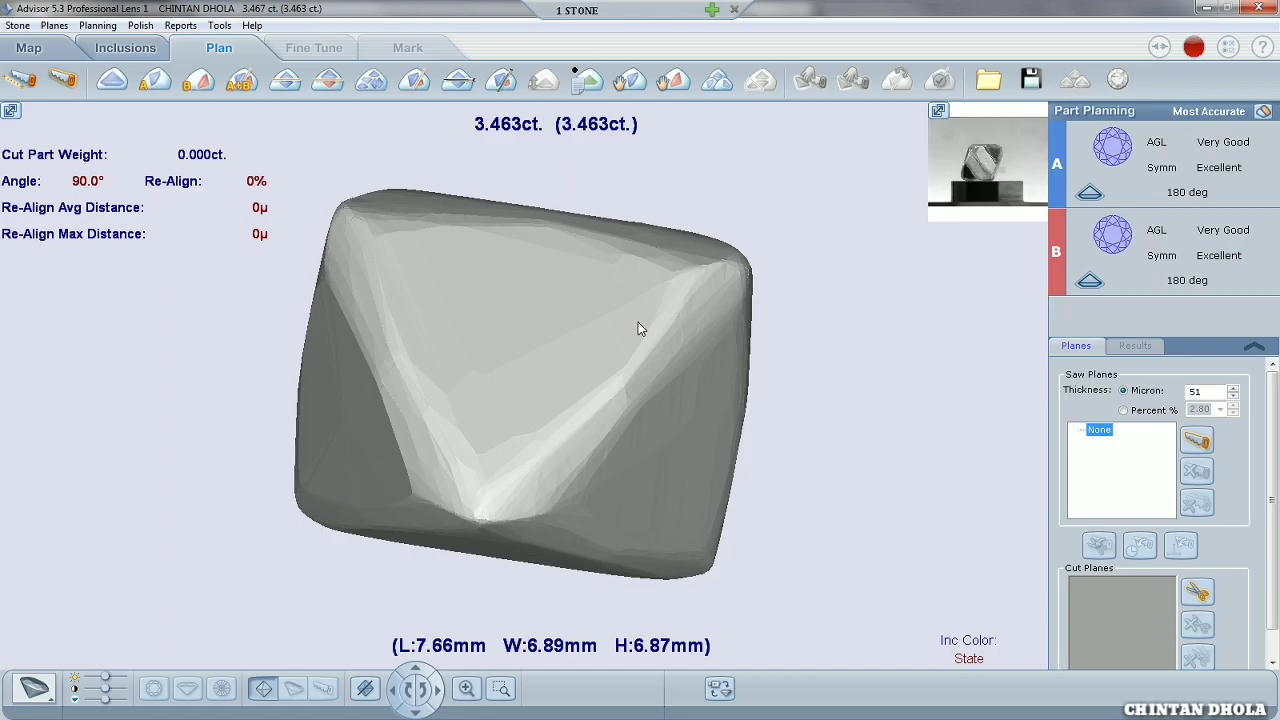 Advisor 5.3 Professional Lens 1 CHINTAN DHOLA 3.467 ct. (3.463 ct.)
1 STONE
Stone Planes Planning Polish Reports Tools Help
Map Inclusions Plan Fine Tune Mark
A B A+B
3.463ct. (3.463ct.)
Cut Part Weight: 0.000ct.
Angle: 90.0° Re-Align: 0%
Re-Align Avg Distance: 0µ
Re-Align Max Distance: 0µ
(L:7.66mm W:6.89mm H:6.87mm)
Inc Color:
State
Part Planning Most Accurate
A
AGL Very Good
Symm Excellent
180 deg
B
AGL Very Good
Symm Excellent
180 deg
Planes Results
Saw Planes
Thickness: Micron: 51
Percent % 2.80
None
Cut Planes
CHINTAN DHOLA